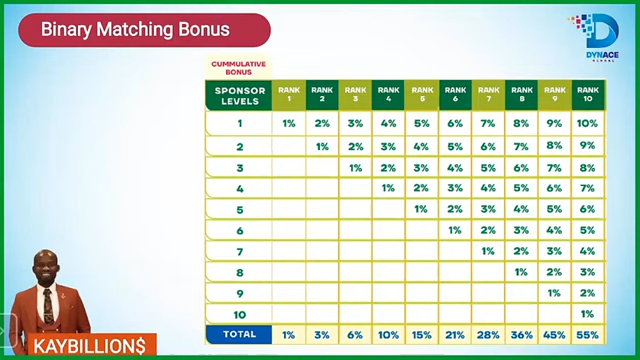 Binary Matching Bonus
DYNACE
GLOBAL
CUMMULATIVE
BONUS
SPONSOR LEVELS RANK 1 RANK 2 RANK 3 RANK 4 RANK 5 RANK 6 RANK 7 RANK 8 RANK 9 RANK 10
1 1% 2% 3% 4% 5% 6% 7% 8% 9% 10%
2 1% 2% 3% 4% 5% 6% 7% 8% 9%
3 1% 2% 3% 4% 5% 6% 7% 8%
4 1% 2% 3% 4% 5% 6% 7%
5 1% 2% 3% 4% 5% 6%
6 1% 2% 3% 4% 5%
7 1% 2% 3% 4%
8 1% 2% 3%
9 1% 2%
10 1%
TOTAL 1% 3% 6% 10% 15% 21% 28% 36% 45% 55%
KAYBILLION$